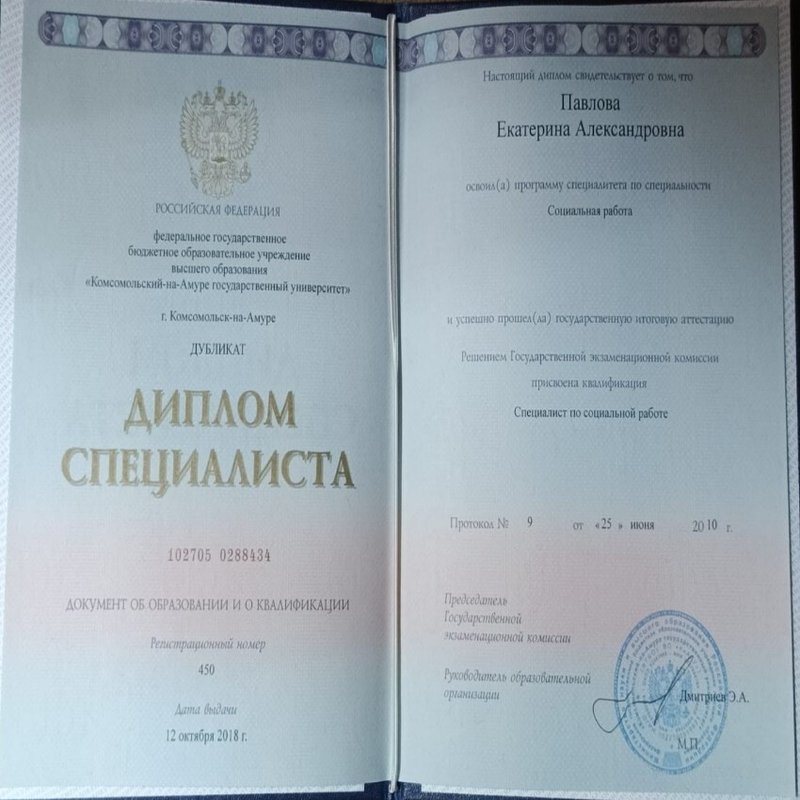 РОССИЙСКАЯ ФЕДЕРАЦИЯ
федеральное государственное
бюджетное образовательное учреждение
высшего образования
«Комсомольский-на-Амуре государственный университет»
г. Комсомольск-на-Амуре
ДУБЛИКАТ
ДИПЛОМ
СПЕЦИАЛИСТА
102705 0288434
ДОКУМЕНТ ОБ ОБРАЗОВАНИИ И О КВАЛИФИКАЦИИ
Регистрационный номер
450
Дата выдачи
12 октября 2018 г.
Настоящий диплом свидетельствует о том, что
Павлова
Екатерина Александровна
освоил(а) программу специалитета по специальности
Социальная работа
и успешно прошел(ла) государственную итоговую аттестацию
Решением Государственной экзаменационной комиссии
присвоена квалификация
Специалист по социальной работе
Протокол № 9 от «25» июня 2010 г.
Председатель
Государственной
экзаменационной комиссии
Руководитель образовательной
организации
Дмитриев Э.А.
М.П.